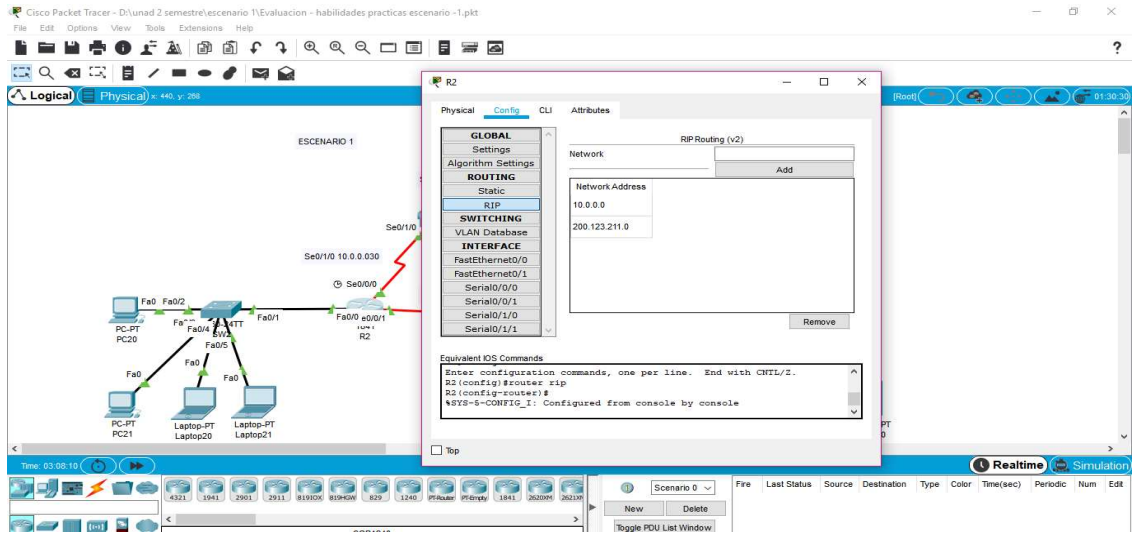 Cisco Packet Tracer - D:\unad 2 semestre\escenario 1\Evaluacion - habilidades practicas escenario -1.pkt
File Edit Options View Tools Extensions Help
?
Logical
Physical
x: 440, y: 288
[Root]
01:30:30
ESCENARIO 1
Se0/1/0
Se0/1/0 10.0.0.030
Se0/0/0
Fa0 Fa0/2
Fa0/4
Fa0/5
Fa0/1
Fa0/0
R2
PC-PT
PC20
SW2
Fa0
Fa0
Fa0
PC-PT
PC21
Laptop-PT
Laptop20
Laptop-PT
Laptop21
R2
Physical Config CLI Attributes
GLOBAL
Settings
Algorithm Settings
ROUTING
Static
RIP
SWITCHING
VLAN Database
INTERFACE
FastEthernet0/0
FastEthernet0/1
Serial0/0/0
Serial0/0/1
Serial0/1/0
Serial0/1/1
RIP Routing (v2)
Network
Add
Network Address
10.0.0.0
200.123.211.0
Remove
Equivalent IOS Commands
Enter configuration commands, one per line. End with CNTL/Z.
R2(config)#router rip
R2(config-router)#
%SYS-5-CONFIG_I: Configured from console by console
Top
Time: 03:08:10
Realtime
Simulation
4321 1941 2901 2911 819IOX 819HGW 829 1240 PT-Router PT-Empty 1841 2620XM
Scenario 0
New Delete
Toggle PDU List Window
Fire Last Status Source Destination Type Color Time(sec) Periodic Num Edit